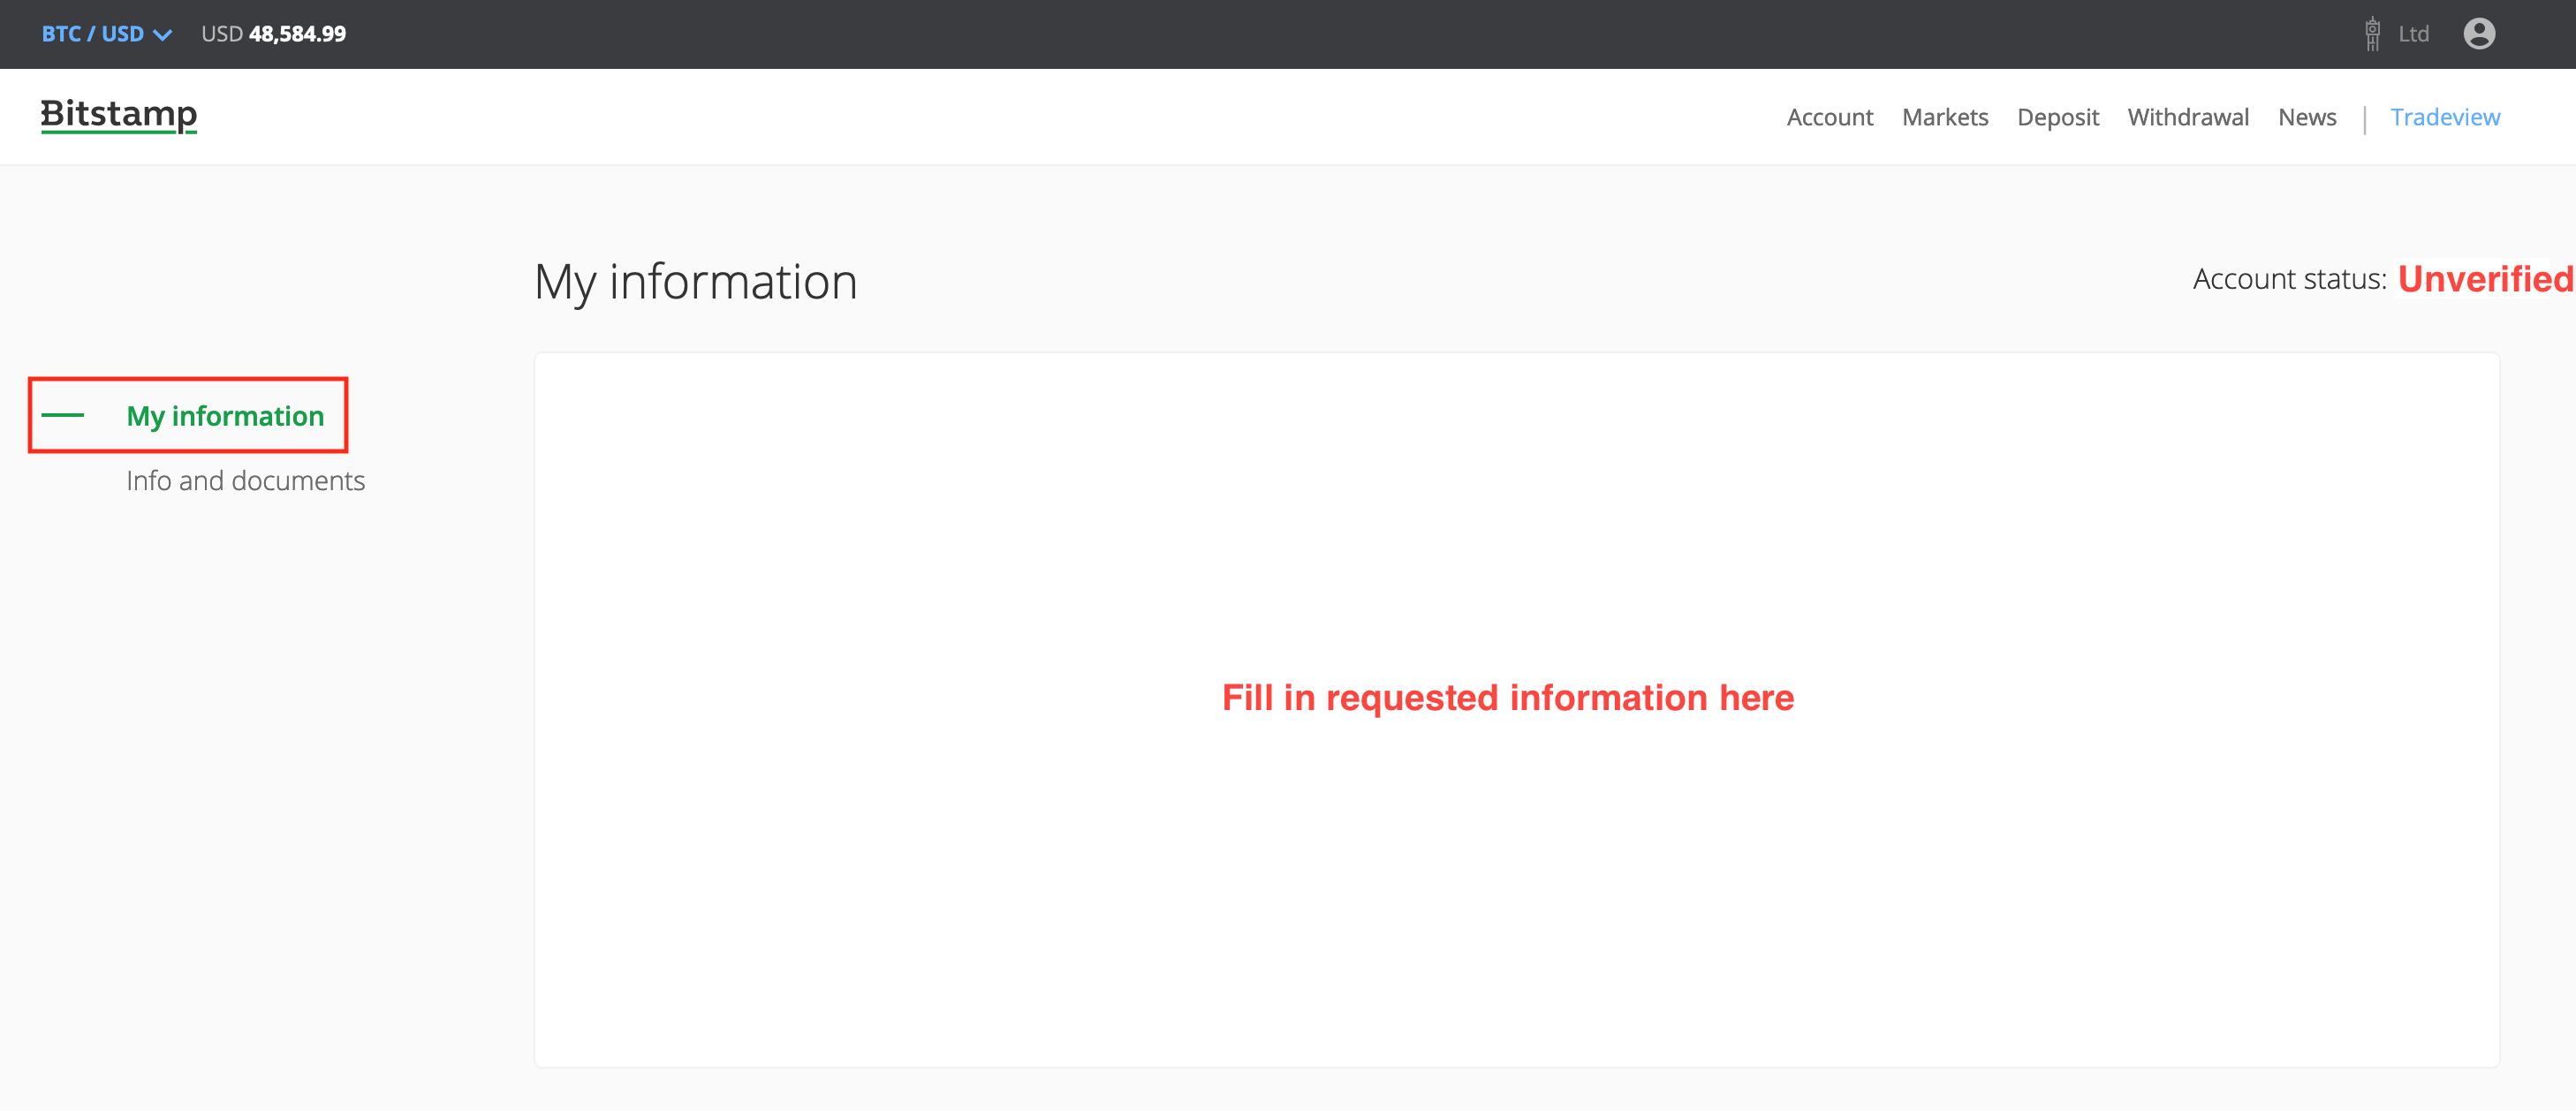 BTC / USD USD 48,584.99 Ltd
Bitstamp Account Markets Deposit Withdrawal News | Tradeview
My information Account status: Unverified
My information
Info and documents
Fill in requested information here